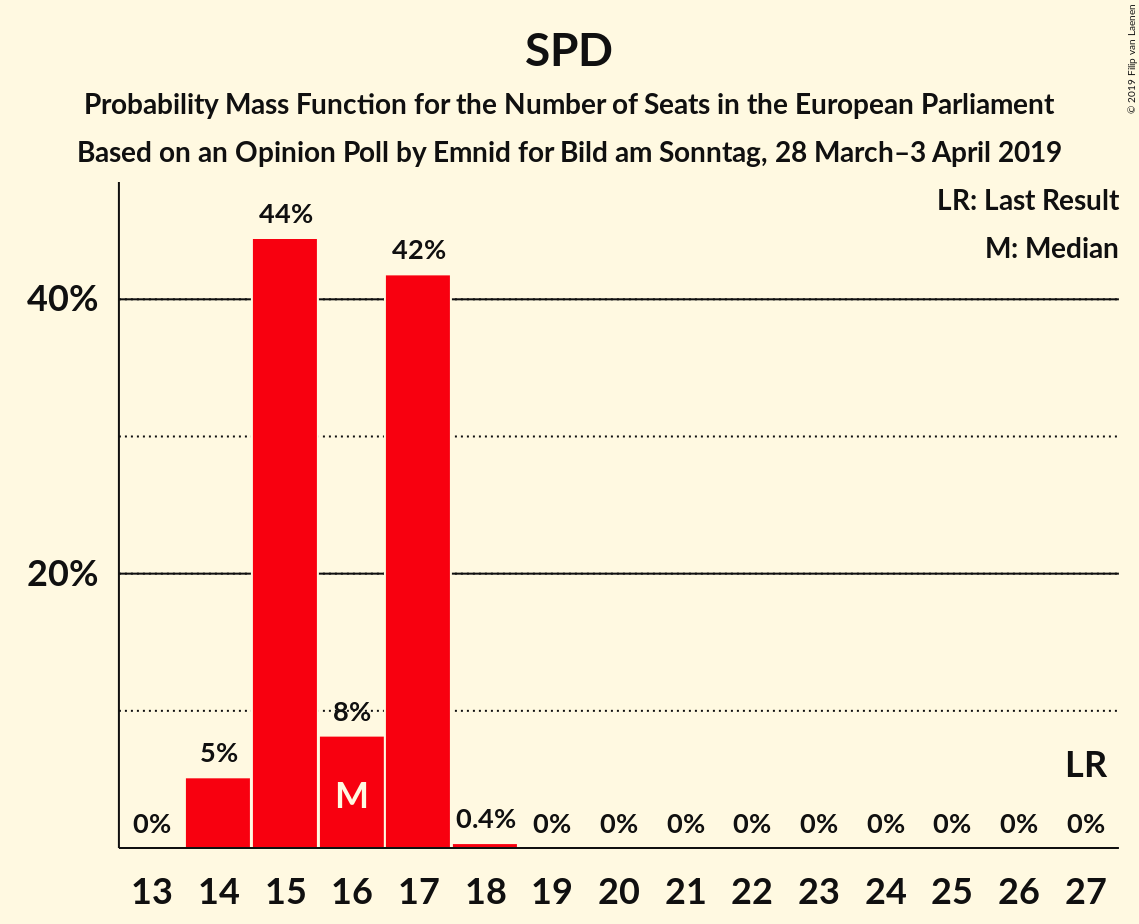 SPD
Probability Mass Function for the Number of Seats in the European Parliament
Based on an Opinion Poll by Emnid for Bild am Sonntag, 28 March–3 April 2019
© 2019 Filip van Laenen
LR: Last Result
M: Median
44%
42%
40%
20%
8%
5%
M
LR
0% 0.4% 0% 0% 0% 0% 0% 0% 0% 0% 0%
13 14 15 16 17 18 19 20 21 22 23 24 25 26 27